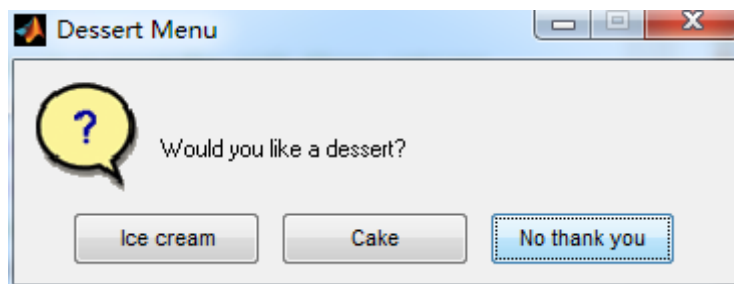 Dessert Menu
?
Would you like a dessert?
Ice cream Cake No thank you